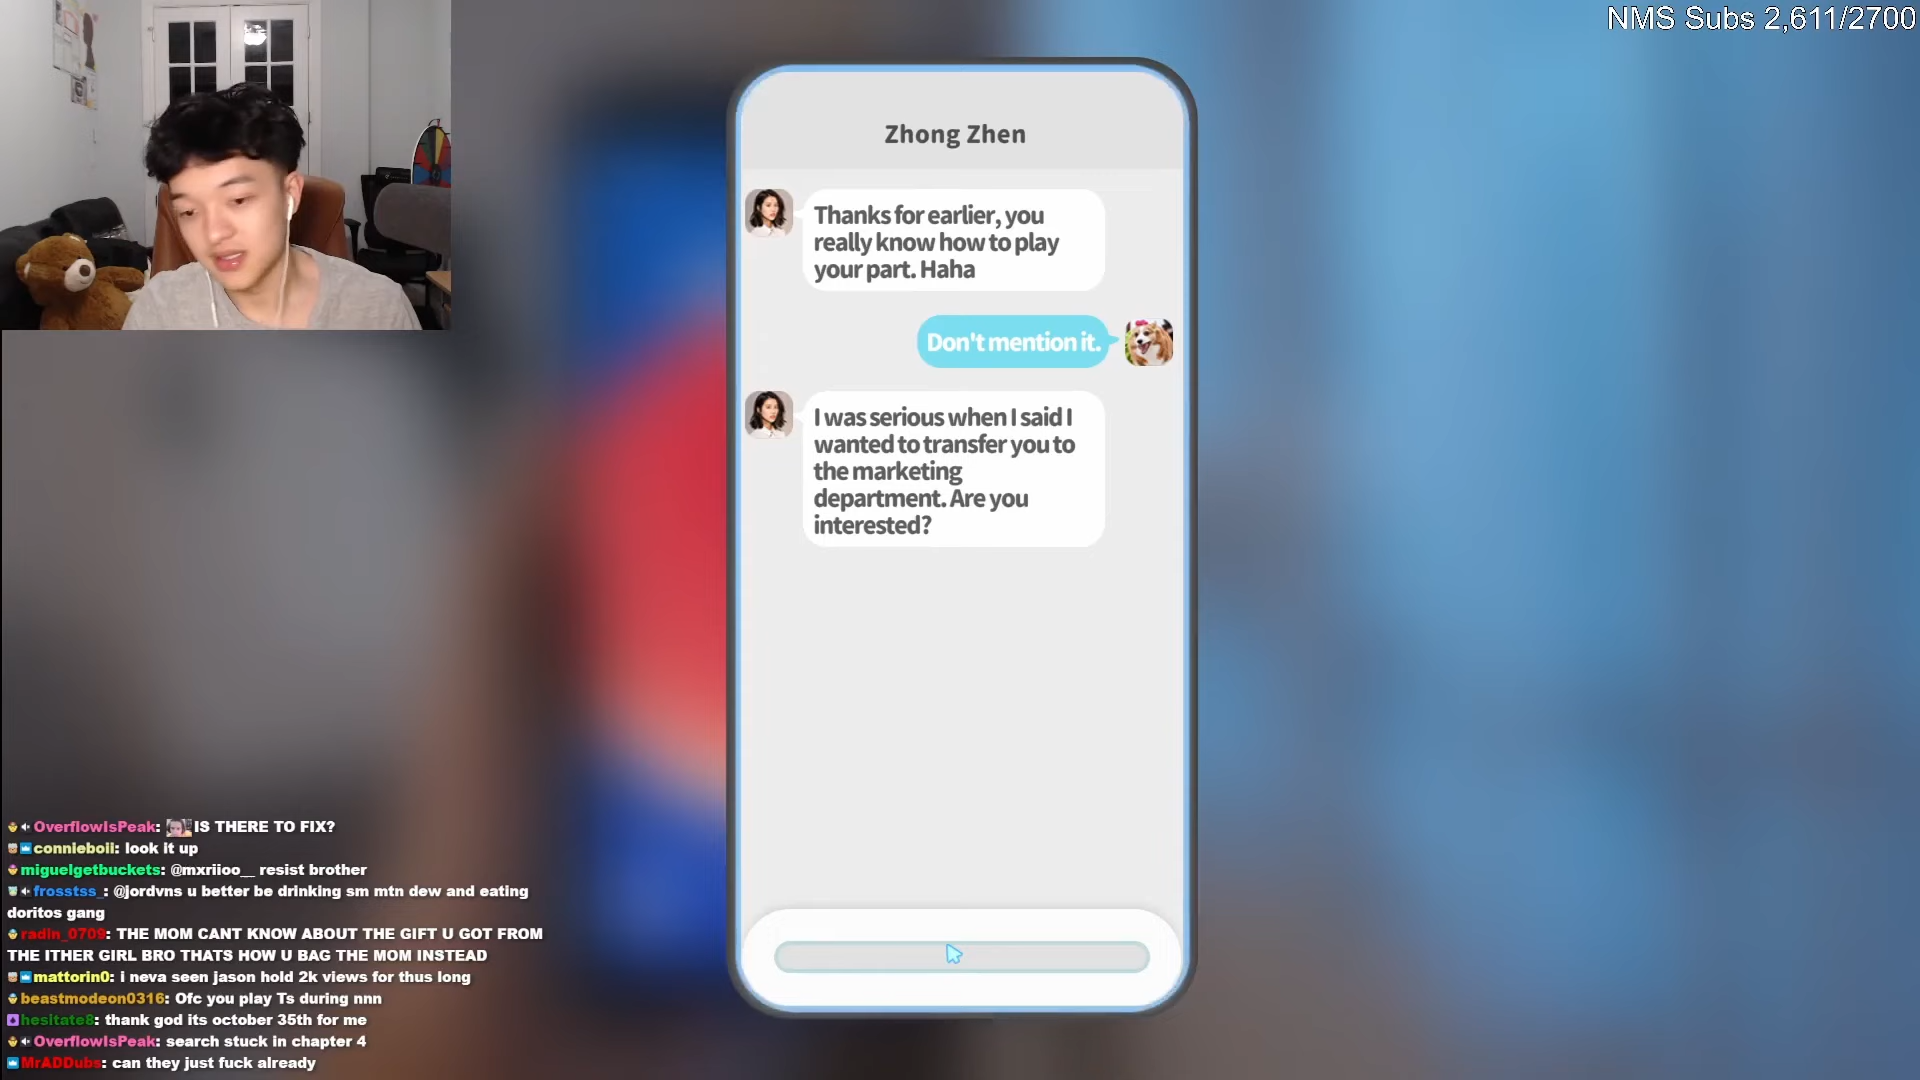 NMS Subs 2,611/2700
Zhong Zhen
Thanks for earlier, you
really know how to play
your part. Haha
Don't mention it.
I was serious when I said I
wanted to transfer you to
the marketing
department. Are you
interested?
OverflowIsPeak: IS THERE TO FIX?
connieboii: look it up
miguelgetbuckets: @mxriioo__ resist brother
frosstss_: @jordvns u better be drinking sm mtn dew and eating
doritos gang
radin_0709: THE MOM CANT KNOW ABOUT THE GIFT U GOT FROM
THE ITHER GIRL BRO THATS HOW U BAG THE MOM INSTEAD
mattorin0: i neva seen jason hold 2k views for thus long
beastmodeon0316: Ofc you play Ts during nnn
hesitate8: thank god its october 35th for me
OverflowIsPeak: search stuck in chapter 4
MrADDubs: can they just fuck already